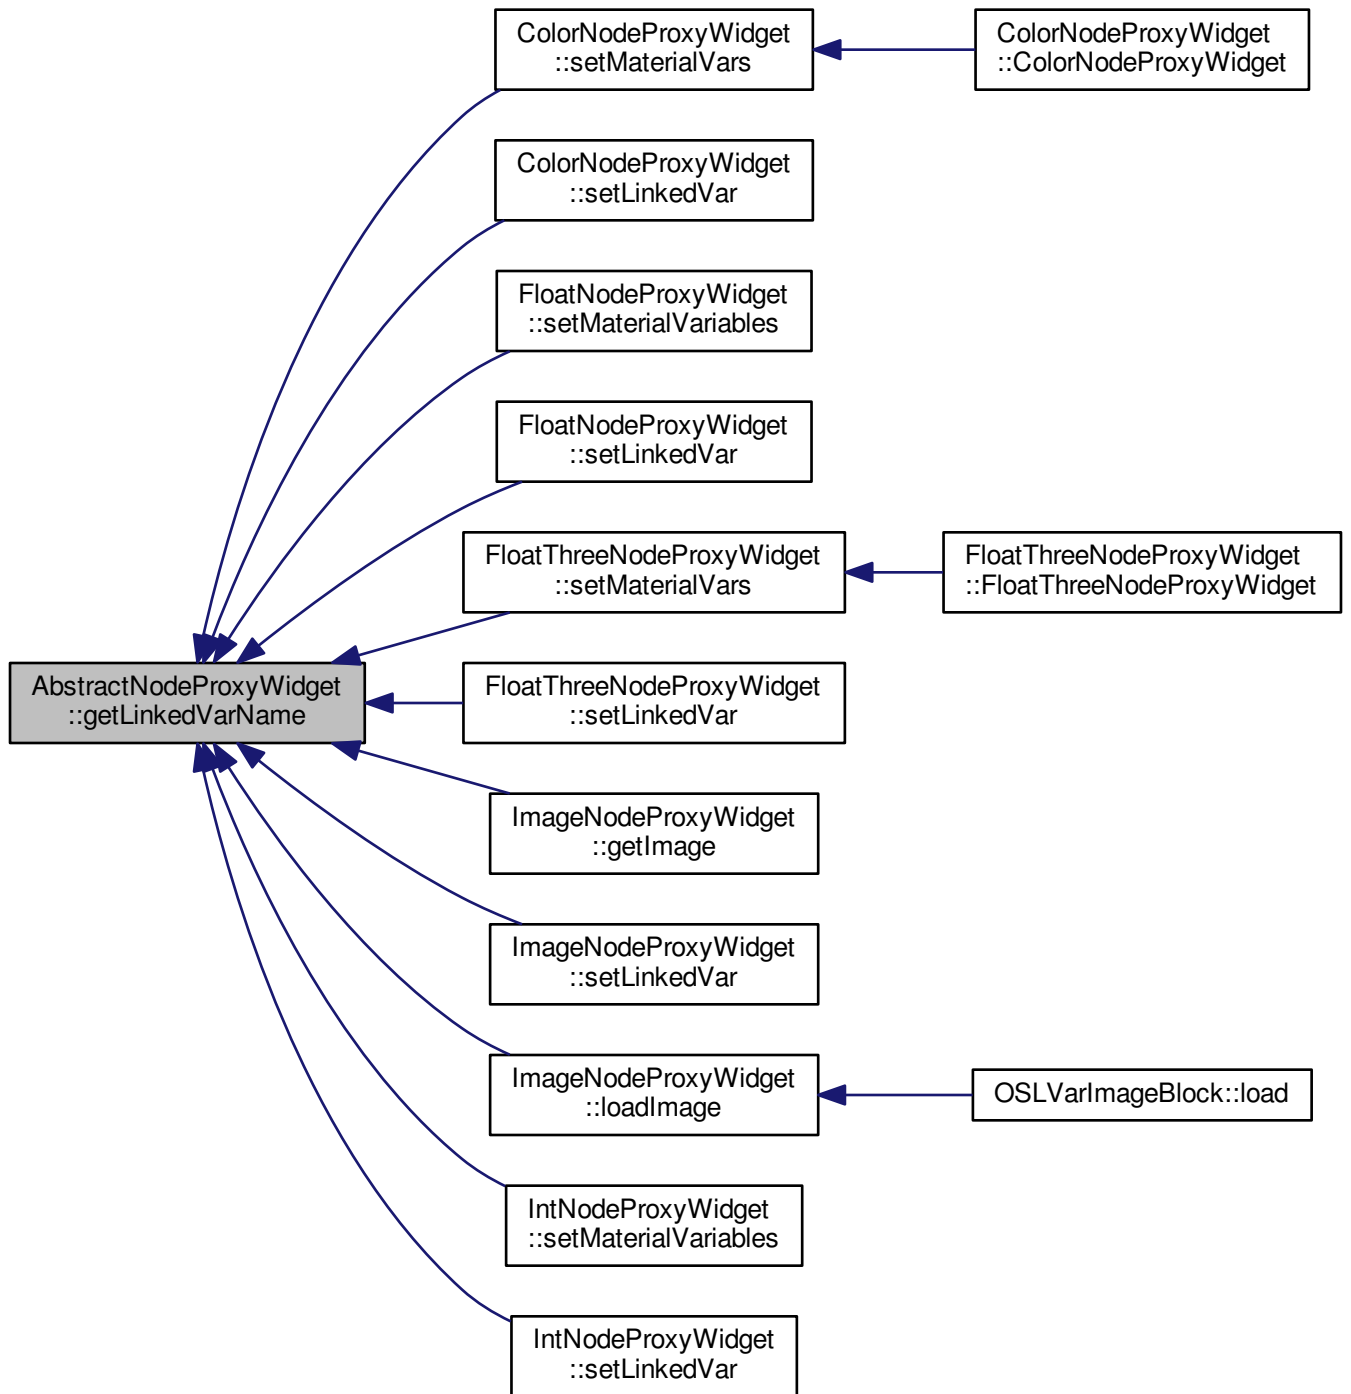 ColorNodeProxyWidget
::setMaterialVars
ColorNodeProxyWidget
::ColorNodeProxyWidget
ColorNodeProxyWidget
::setLinkedVar
FloatNodeProxyWidget
::setMaterialVariables
FloatNodeProxyWidget
::setLinkedVar
FloatThreeNodeProxyWidget
::setMaterialVars
FloatThreeNodeProxyWidget
::FloatThreeNodeProxyWidget
AbstractNodeProxyWidget
::getLinkedVarName
FloatThreeNodeProxyWidget
::setLinkedVar
ImageNodeProxyWidget
::getImage
ImageNodeProxyWidget
::setLinkedVar
ImageNodeProxyWidget
::loadImage
OSLVarImageBlock::load
IntNodeProxyWidget
::setMaterialVariables
IntNodeProxyWidget
::setLinkedVar